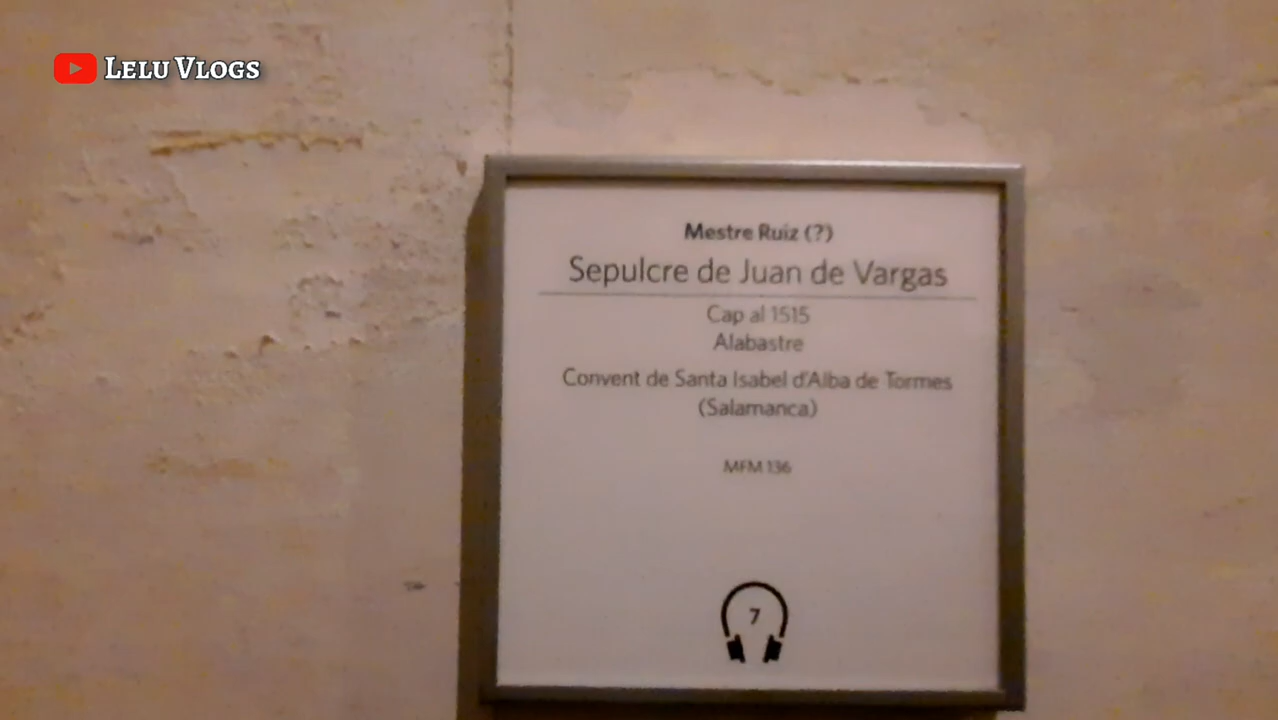 Lelu Vlogs
Mestre Ruiz (?)
Sepulcre de Juan de Vargas
Cap al 1515
Alabastre
Convent de Santa Isabel d'Alba de Tormes
(Salamanca)
MFM 136
7